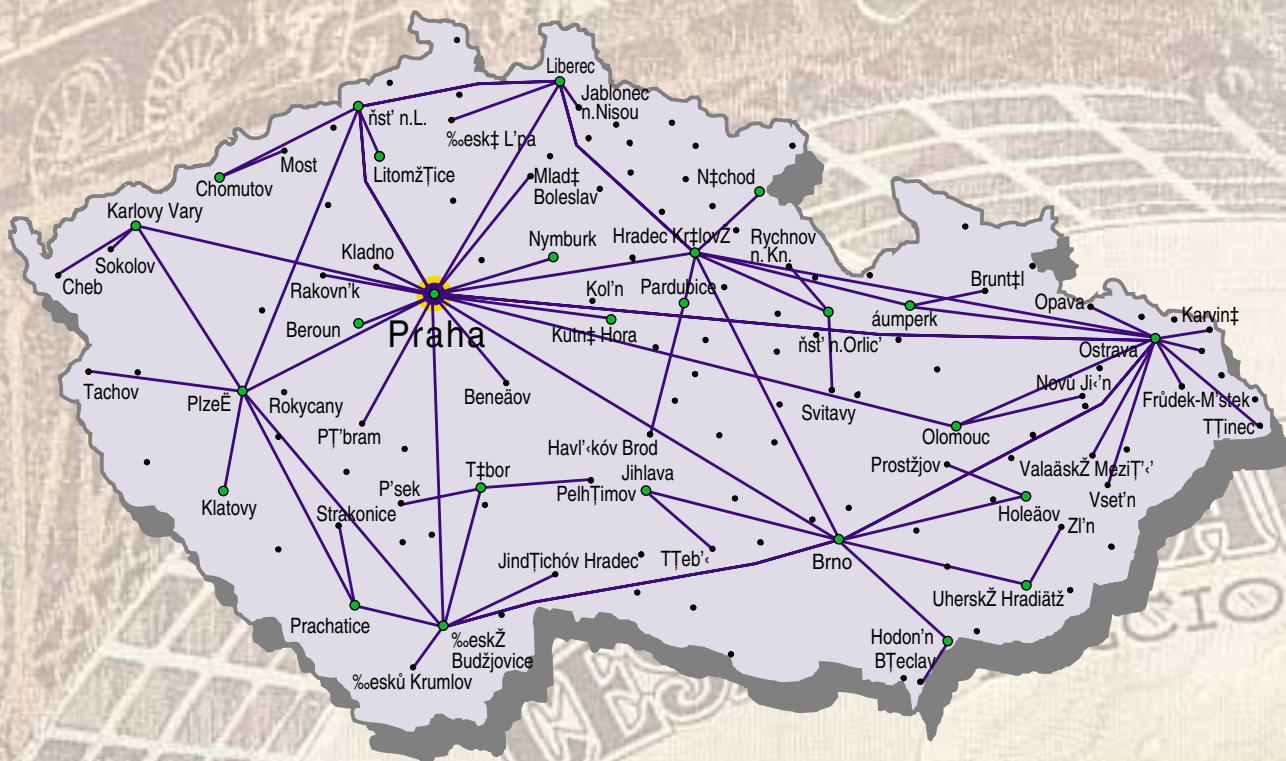 Liberec
Jablonec
n.Nisou
ňst' n.L.
‰esk‡ L'pa
Most
LitomžŢice
Mlad‡
Boleslav
N‡chod
Chomutov
Karlovy Vary
Sokolov
Cheb
Kladno
Nymburk
Hradec Kr‡lovŽ
Rychnov
n. Kn.
Rakovn'k
Kol'n
Pardubice
Brunt‡l
Opava
Karvin‡
Beroun
Praha
Kutn‡ Hora
áumperk
ňst' n.Orlic'
Ostrava
Tachov
PlzeË
Rokycany
Beneäov
Svitavy
Novů Ji‹'n
Frůdek-M'stek
PŢ'bram
Olomouc
TŢinec
Havl'‹kóv Brod
T‡bor
Jihlava
Prostžjov
ValaäskŽ MeziŢ'‹'
Klatovy
P'sek
PelhŢimov
Vset'n
Strakonice
Holeäov
Zl'n
JindŢichóv Hradec
TŢeb'‹
Brno
UherskŽ Hradiätž
Prachatice
‰eskŽ
Budžjovice
Hodon'n
BŢeclav
‰esků Krumlov